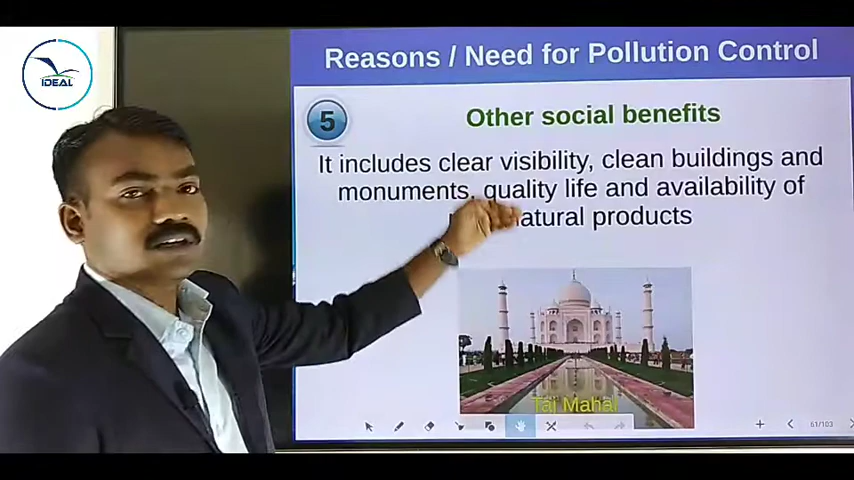 IDEAL
Reasons / Need for Pollution Control
5
Other social benefits
It includes clear visibility, clean buildings and
monuments, quality life and availability of
natural products
Taj Mahal
61/103